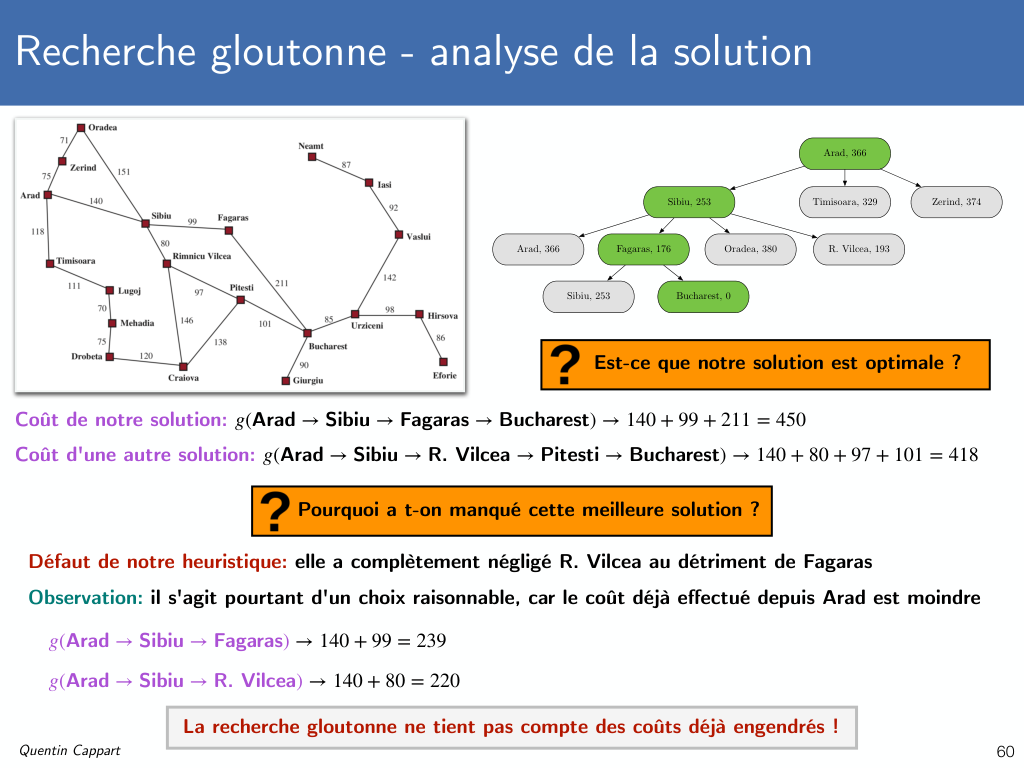 Recherche gloutonne - analyse de la solution
Oradea
71
Neamt
Zerind
151
87
75
Iasi
Arad
140
92
Sibiu
99
Fagaras
118
80
Vaslui
Rimnicu Vilcea
Timisoara
142
111
Pitesti
211
Lugoj
97
70
98
Hirsova
146
101
85
Mehadia
Urziceni
75
138
86
Bucharest
Drobeta
120
90
Craiova
Giurgiu
Eforie
Arad, 366
Sibiu, 253
Timisoara, 329
Zerind, 374
Arad, 366
Fagaras, 176
Oradea, 380
R. Vilcea, 193
Sibiu, 253
Bucharest, 0
? Est-ce que notre solution est optimale ?
Coût de notre solution: g(Arad → Sibiu → Fagaras → Bucharest) → 140 + 99 + 211 = 450
Coût d'une autre solution: g(Arad → Sibiu → R. Vilcea → Pitesti → Bucharest) → 140 + 80 + 97 + 101 = 418
? Pourquoi a t-on manqué cette meilleure solution ?
Défaut de notre heuristique: elle a complètement négligé R. Vilcea au détriment de Fagaras
Observation: il s'agit pourtant d'un choix raisonnable, car le coût déjà effectué depuis Arad est moindre
g(Arad → Sibiu → Fagaras) → 140 + 99 = 239
g(Arad → Sibiu → R. Vilcea) → 140 + 80 = 220
La recherche gloutonne ne tient pas compte des coûts déjà engendrés !
Quentin Cappart
60